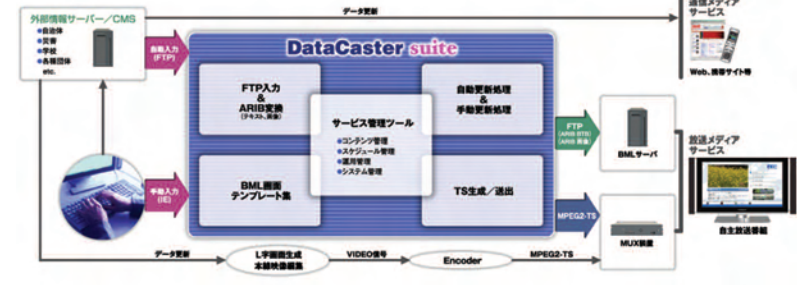 外部情報サーバー／CMS
●自治体
●災害
●学校
●各種団体
etc.
データ更新
通信メディア
サービス
Web、携帯サイト等
自動入力
(FTP)
DataCaster suite
FTP入力
&
ARIB変換
(テキスト、画像)
自動更新処理
&
手動更新処理
サービス管理ツール
●コンテンツ管理
●スケジュール管理
●運用管理
●システム管理
BML画面
テンプレート集
TS生成／送出
手動入力
(IE)
FTP
(ARIB STD)
(ARIB 画像)
BMLサーバ
放送メディア
サービス
自主放送番組
MPEG2-TS
MUX装置
データ更新
L字画面生成
本線映像編集
VIDEO信号
Encoder
MPEG2-TS